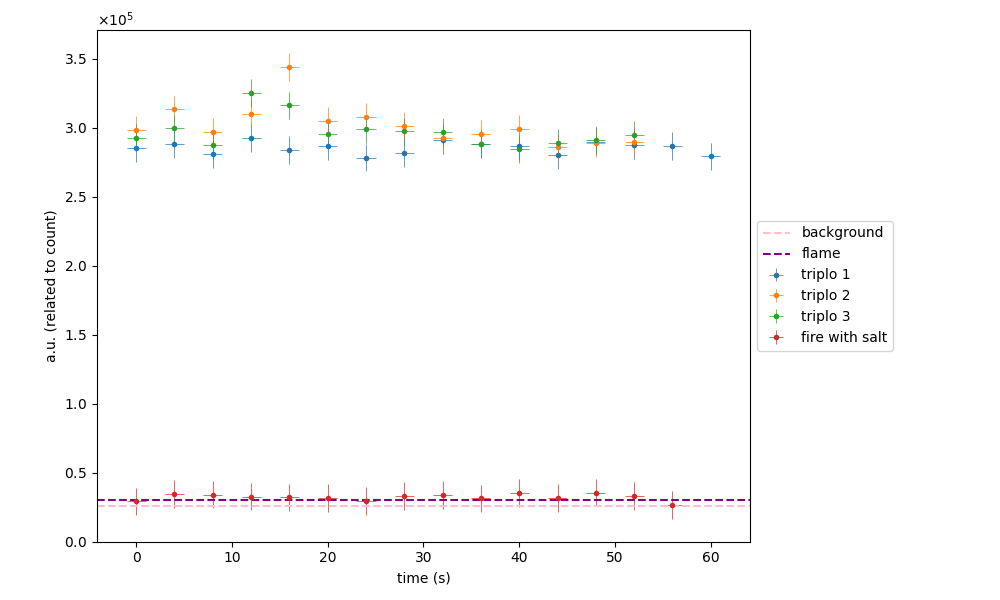 ×10⁵
3.5
3.0
2.5
2.0
1.5
1.0
0.5
0.0
a.u. (related to count)
0 10 20 30 40 50 60
time (s)
background
flame
triplo 1
triplo 2
triplo 3
fire with salt